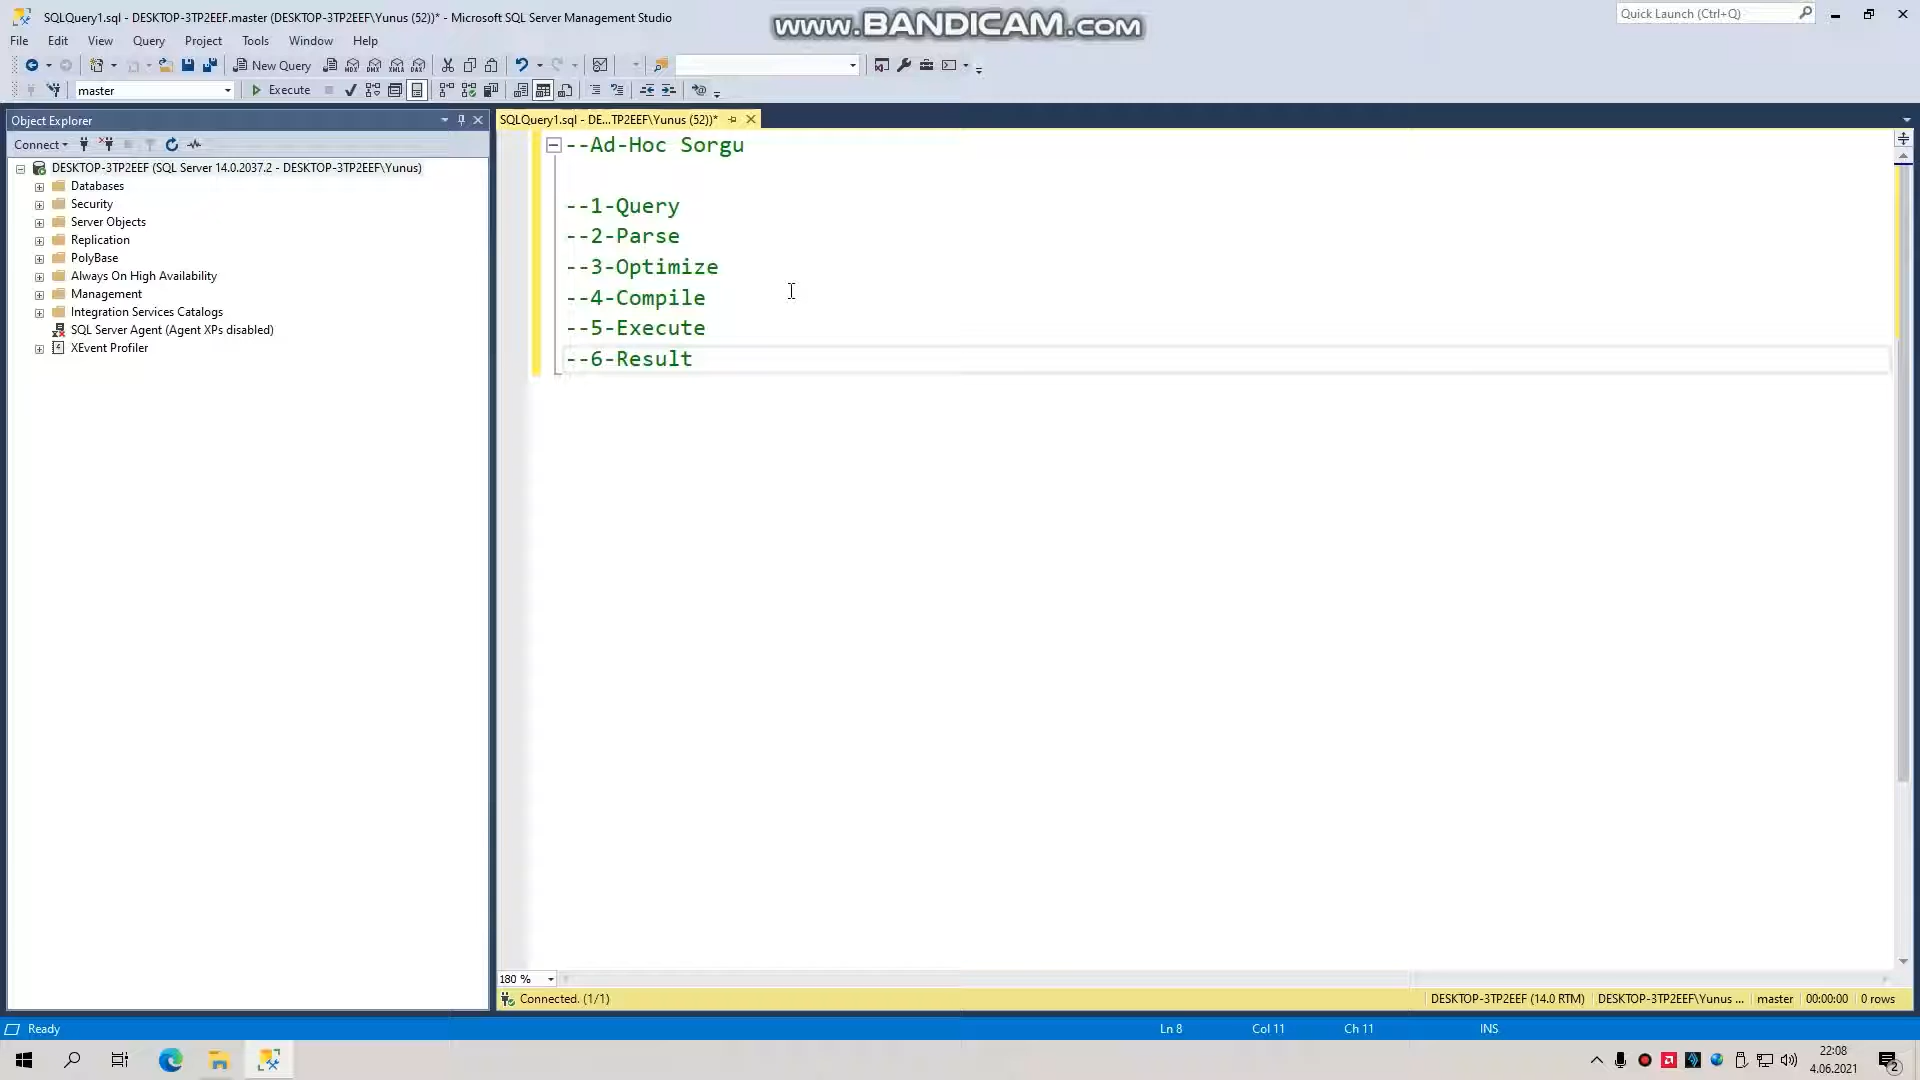 SQLQuery1.sql - DESKTOP-3TP2EEF.master (DESKTOP-3TP2EEF\Yunus (52))* - Microsoft SQL Server Management Studio
www.BANDICAM.com
Quick Launch (Ctrl+Q)
File Edit View Query Project Tools Window Help
New Query
MDX DMX XMLA DAX
master
Execute
Object Explorer
SQLQuery1.sql - DE...TP2EEF\Yunus (52))*
Connect
DESKTOP-3TP2EEF (SQL Server 14.0.2037.2 - DESKTOP-3TP2EEF\Yunus)
Databases
Security
Server Objects
Replication
PolyBase
Always On High Availability
Management
Integration Services Catalogs
SQL Server Agent (Agent XPs disabled)
XEvent Profiler
--Ad-Hoc Sorgu
--1-Query
--2-Parse
--3-Optimize
--4-Compile
--5-Execute
--6-Result
180 %
Connected. (1/1)
DESKTOP-3TP2EEF (14.0 RTM)
DESKTOP-3TP2EEF\Yunus ...
master
00:00:00
0 rows
Ready
Ln 8
Col 11
Ch 11
INS
22:08
4.06.2021
2